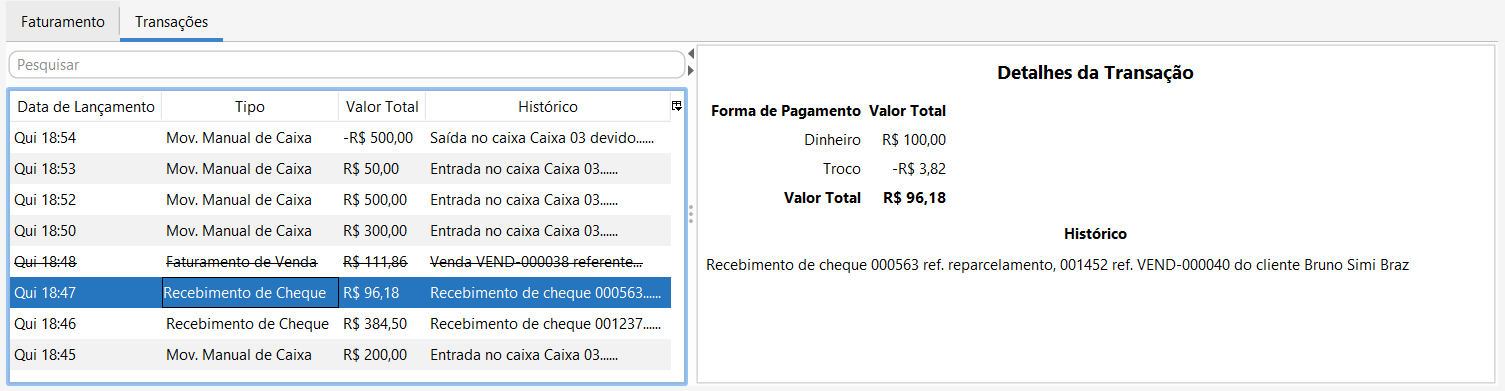 Faturamento Transações
Pesquisar
Data de Lançamento Tipo Valor Total Histórico
Qui 18:54 Mov. Manual de Caixa -R$ 500,00 Saída no caixa Caixa 03 devido......
Qui 18:53 Mov. Manual de Caixa R$ 50,00 Entrada no caixa Caixa 03......
Qui 18:52 Mov. Manual de Caixa R$ 500,00 Entrada no caixa Caixa 03......
Qui 18:50 Mov. Manual de Caixa R$ 300,00 Entrada no caixa Caixa 03......
Qui 18:48 Faturamento de Venda R$ 111,86 Venda VEND-000038 referente...
Qui 18:47 Recebimento de Cheque R$ 96,18 Recebimento de cheque 000563......
Qui 18:46 Recebimento de Cheque R$ 384,50 Recebimento de cheque 001237......
Qui 18:45 Mov. Manual de Caixa R$ 200,00 Entrada no caixa Caixa 03......
Detalhes da Transação
Forma de Pagamento Valor Total
Dinheiro R$ 100,00
Troco -R$ 3,82
Valor Total R$ 96,18
Histórico
Recebimento de cheque 000563 ref. reparcelamento, 001452 ref. VEND-000040 do cliente Bruno Simi Braz